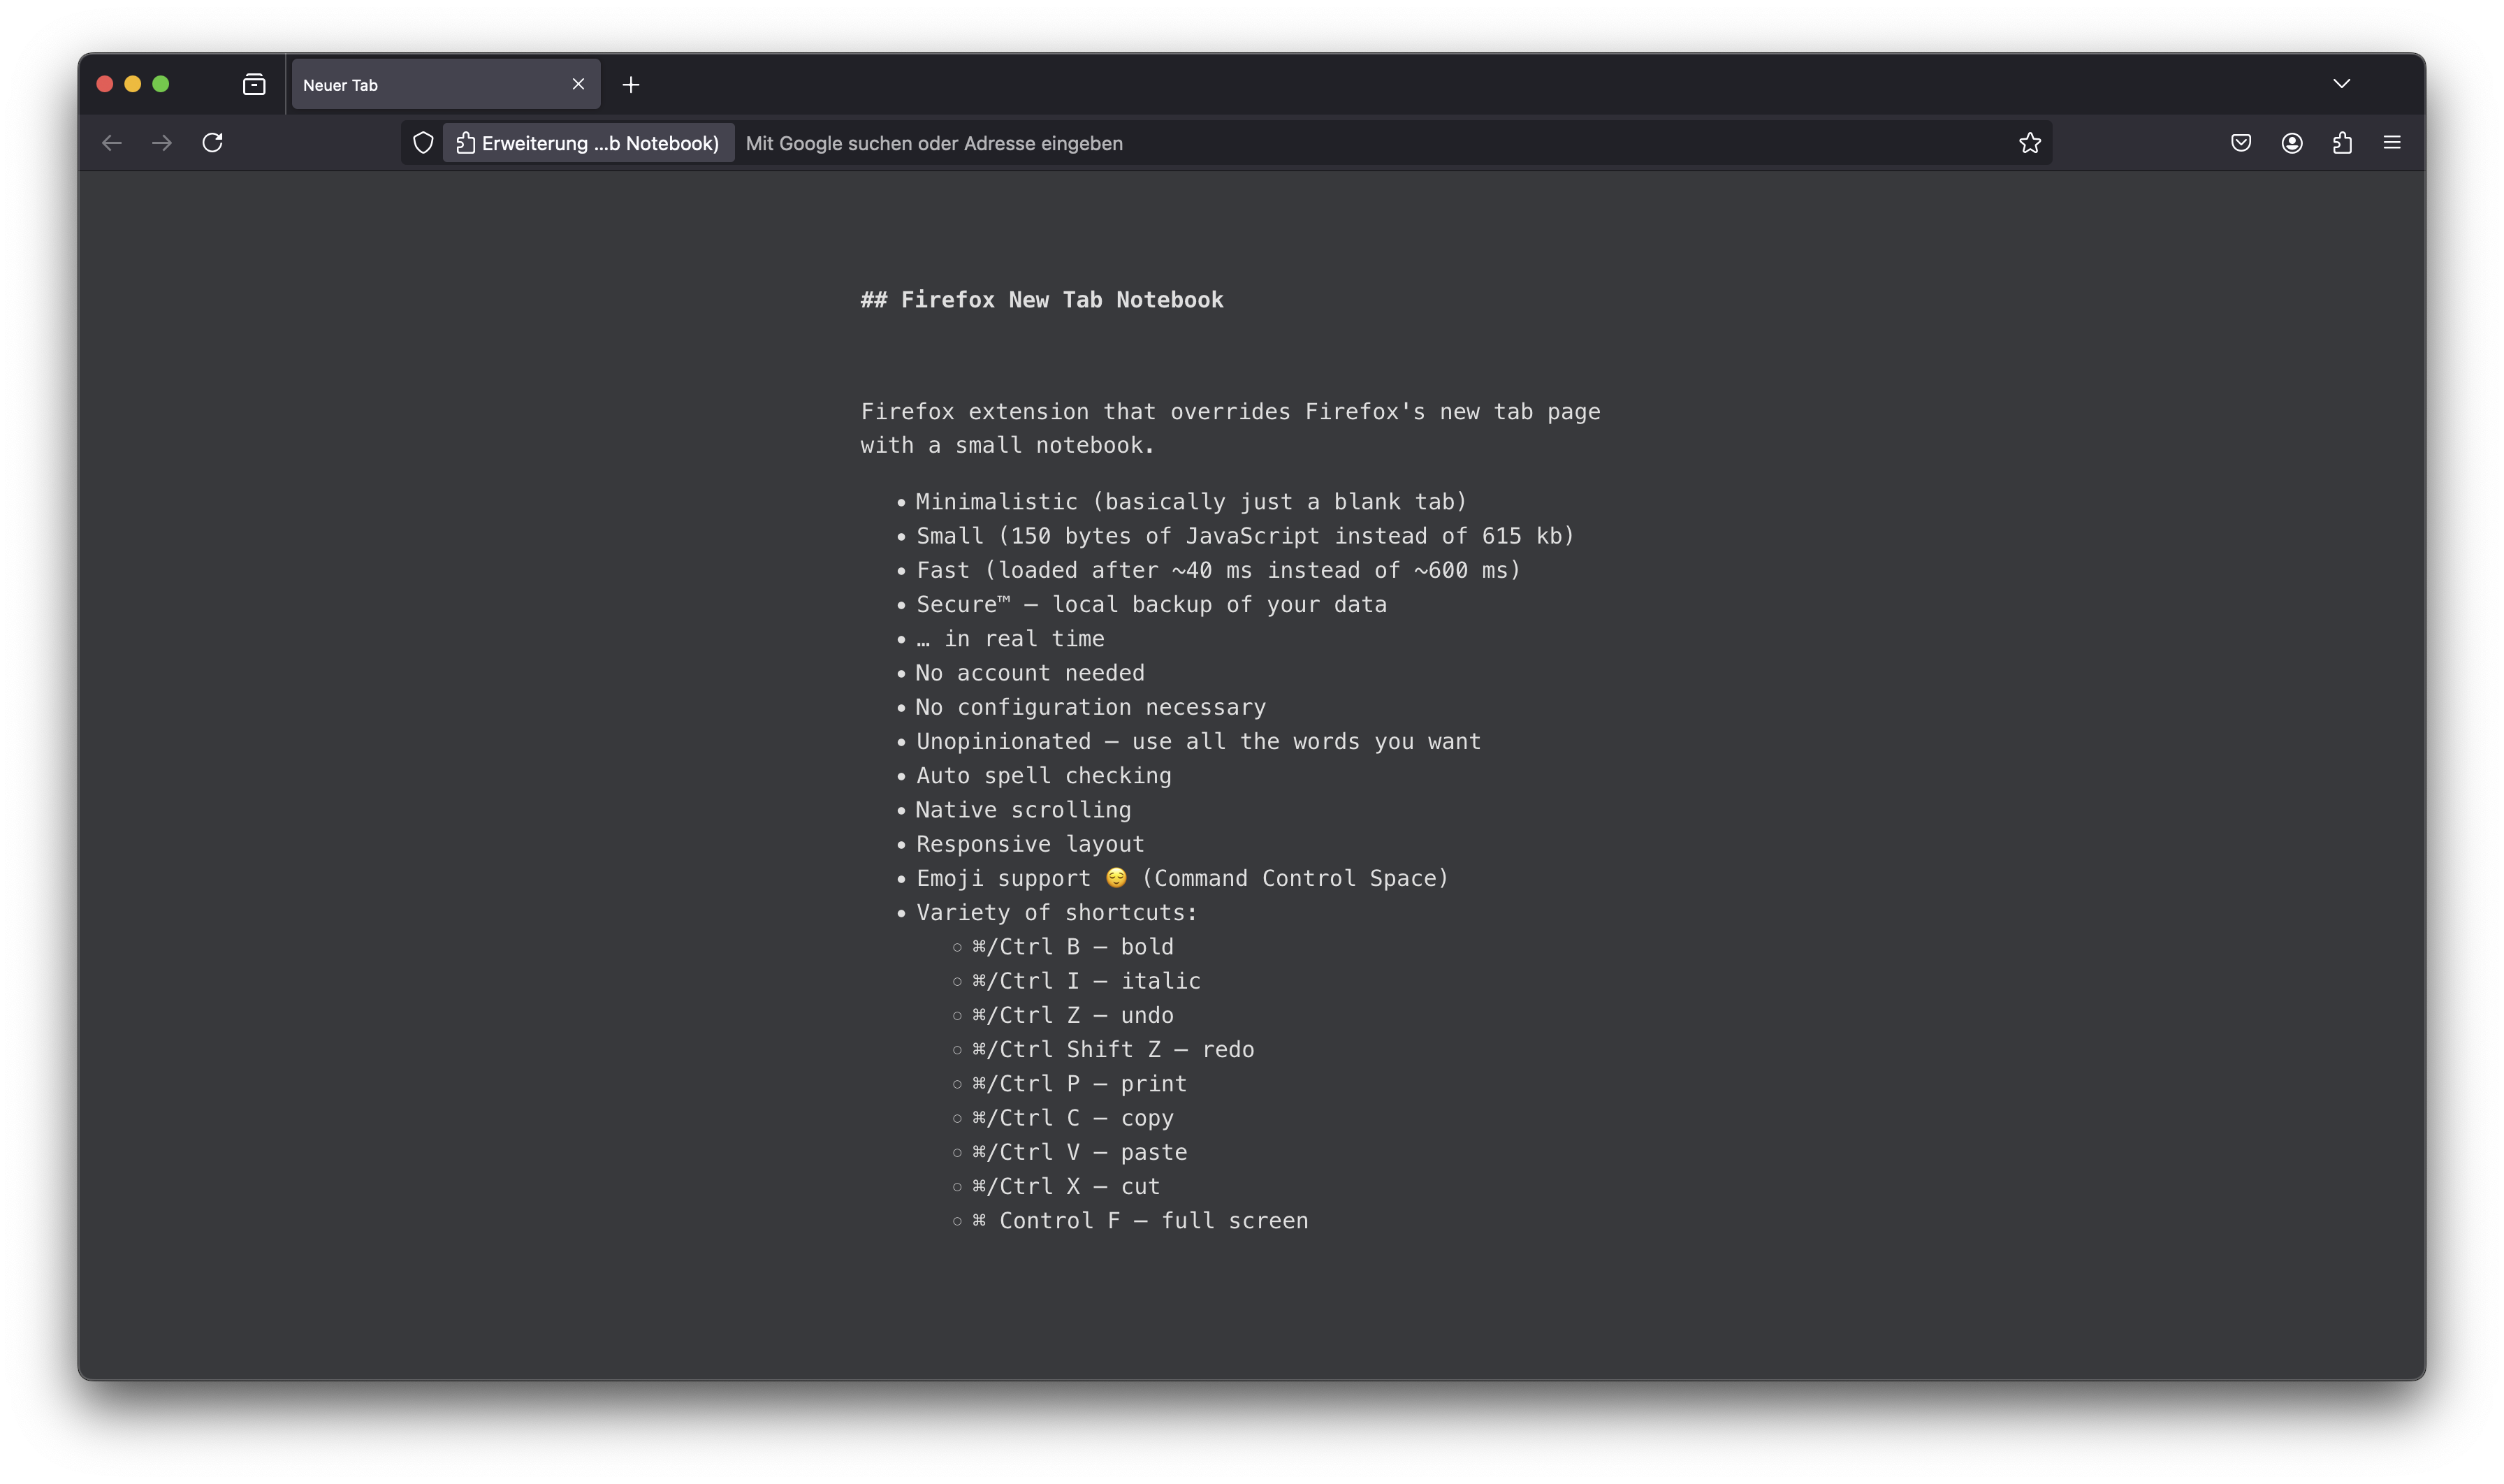 Neuer Tab
Erweiterung ...b Notebook)
Mit Google suchen oder Adresse eingeben
## Firefox New Tab Notebook
Firefox extension that overrides Firefox's new tab page
with a small notebook.
• Minimalistic (basically just a blank tab)
• Small (150 bytes of JavaScript instead of 615 kb)
• Fast (loaded after ~40 ms instead of ~600 ms)
• Secure™ — local backup of your data
• … in real time
• No account needed
• No configuration necessary
• Unopinionated — use all the words you want
• Auto spell checking
• Native scrolling
• Responsive layout
• Emoji support 😌 (Command Control Space)
• Variety of shortcuts:
◦ ⌘/Ctrl B — bold
◦ ⌘/Ctrl I — italic
◦ ⌘/Ctrl Z — undo
◦ ⌘/Ctrl Shift Z — redo
◦ ⌘/Ctrl P — print
◦ ⌘/Ctrl C — copy
◦ ⌘/Ctrl V — paste
◦ ⌘/Ctrl X — cut
◦ ⌘ Control F — full screen